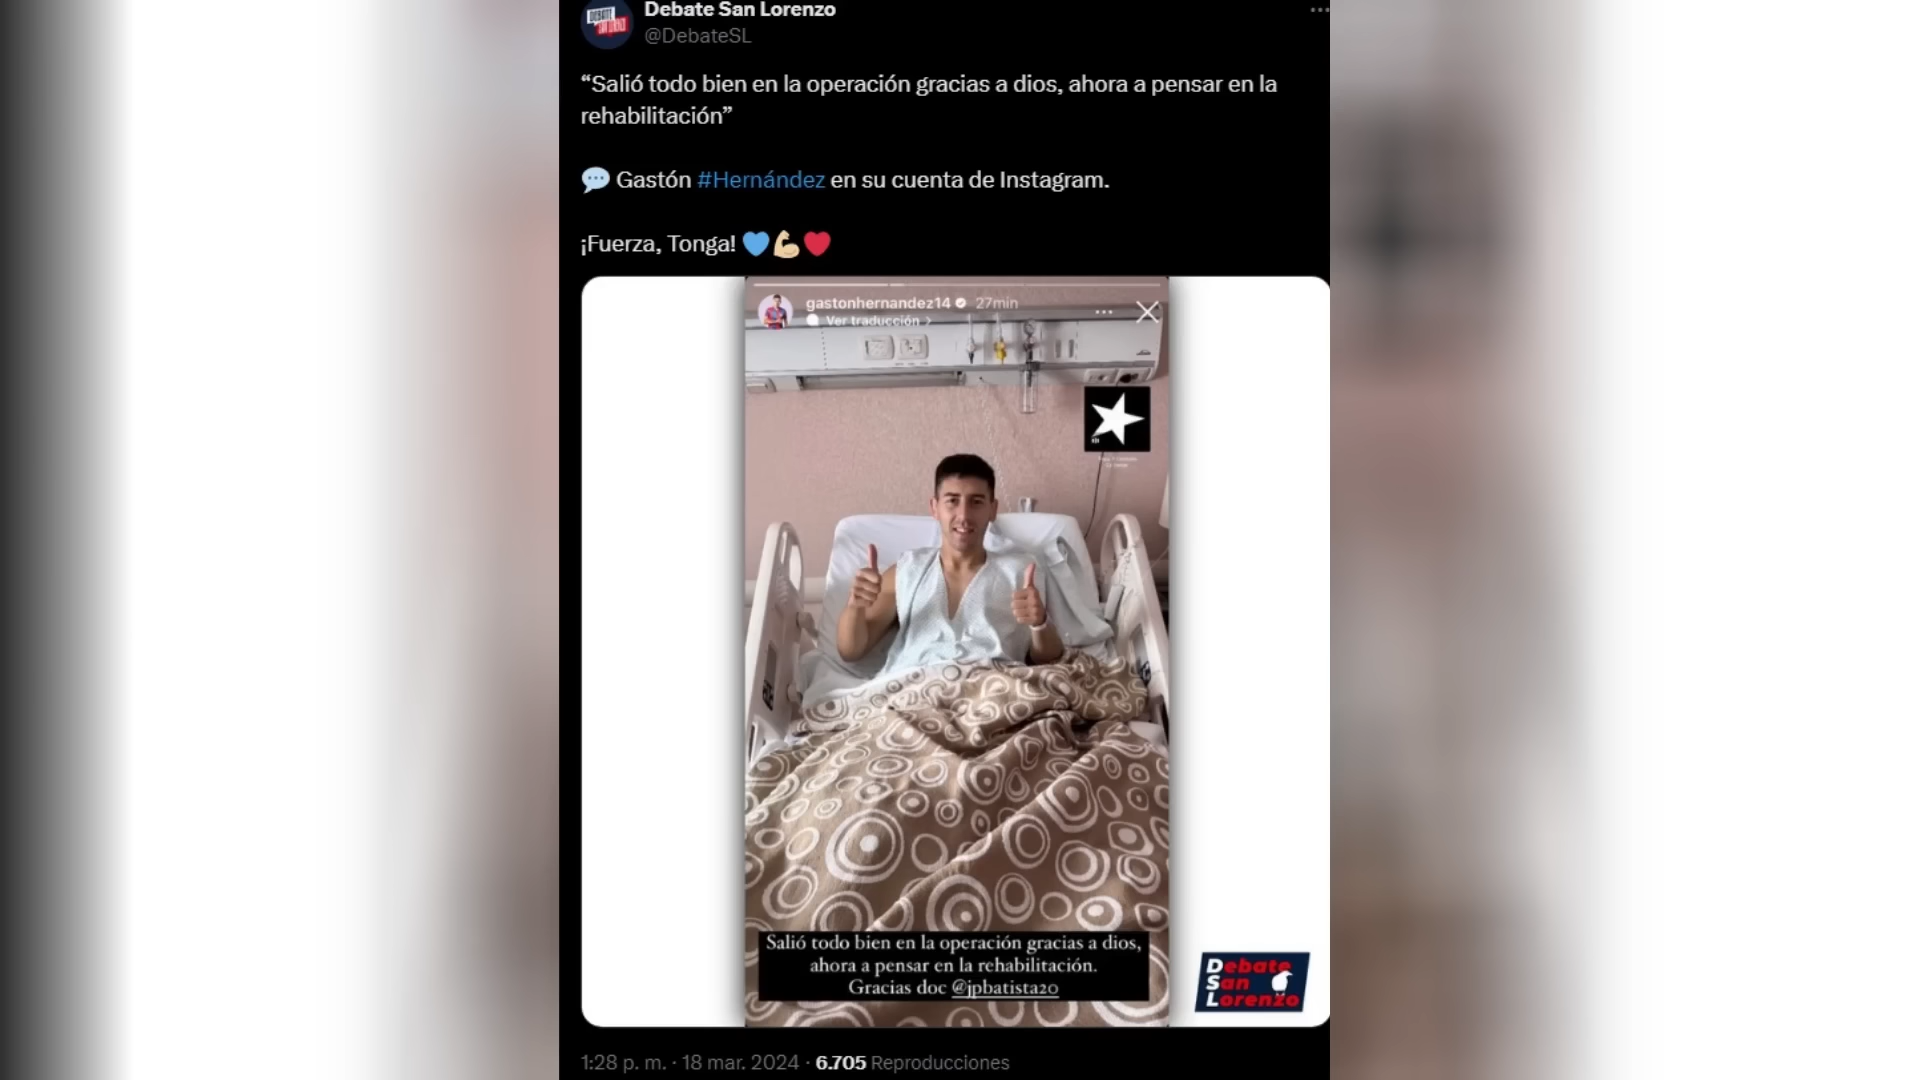 DEBATE
SAN LORENZO
Debate San Lorenzo
@DebateSL
“Salió todo bien en la operación gracias a dios, ahora a pensar en la
rehabilitación”
Gastón #Hernández en su cuenta de Instagram.
¡Fuerza, Tonga!
gastonhernandez14 27min
Ver traducción >
Salió todo bien en la operación gracias a dios,
ahora a pensar en la rehabilitación.
Gracias doc @jpbatista20
Debate
San
Lorenzo
1:28 p. m. · 18 mar. 2024 · 6.705 Reproducciones